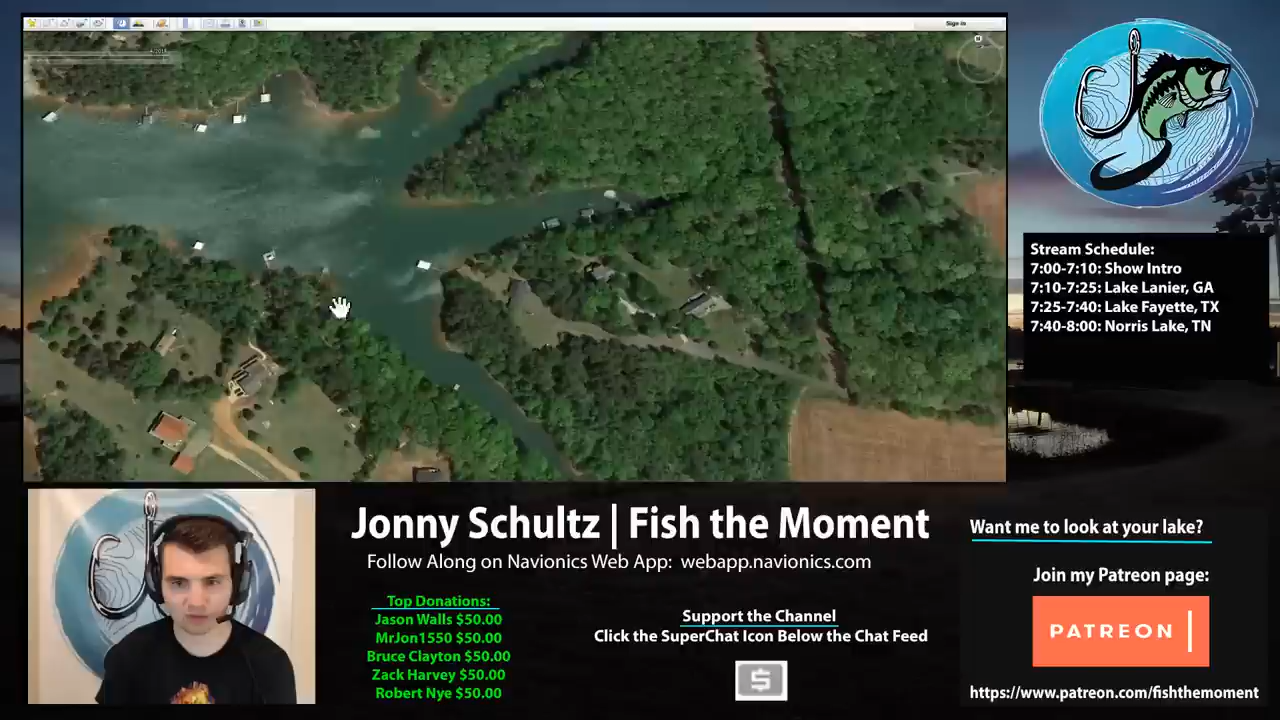 Sign in
Stream Schedule:
7:00-7:10: Show Intro
7:10-7:25: Lake Lanier, GA
7:25-7:40: Lake Fayette, TX
7:40-8:00: Norris Lake, TN
Jonny Schultz | Fish the Moment
Follow Along on Navionics Web App: webapp.navionics.com
Top Donations:
Jason Walls $50.00
MrJon1550 $50.00
Bruce Clayton $50.00
Zack Harvey $50.00
Robert Nye $50.00
Support the Channel
Click the SuperChat Icon Below the Chat Feed
$
Want me to look at your lake?
Join my Patreon page:
PATREON
https://www.patreon.com/fishthemoment